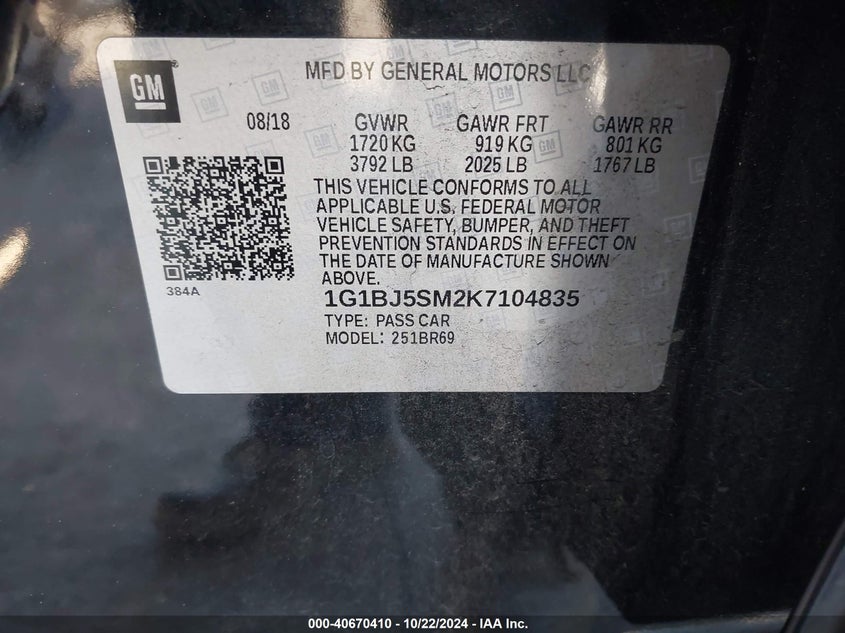 GM
MFD BY GENERAL MOTORS LLC
08/18 GVWR GAWR FRT GAWR RR
1720 KG 919 KG 801 KG
3792 LB 2025 LB 1767 LB
THIS VEHICLE CONFORMS TO ALL
APPLICABLE U.S. FEDERAL MOTOR
VEHICLE SAFETY, BUMPER, AND THEFT
PREVENTION STANDARDS IN EFFECT ON
THE DATE OF MANUFACTURE SHOWN
ABOVE.
384A
1G1BJ5SM2K7104835
TYPE: PASS CAR
MODEL: 251BR69
000-40670410 - 10/22/2024 - IAA Inc.